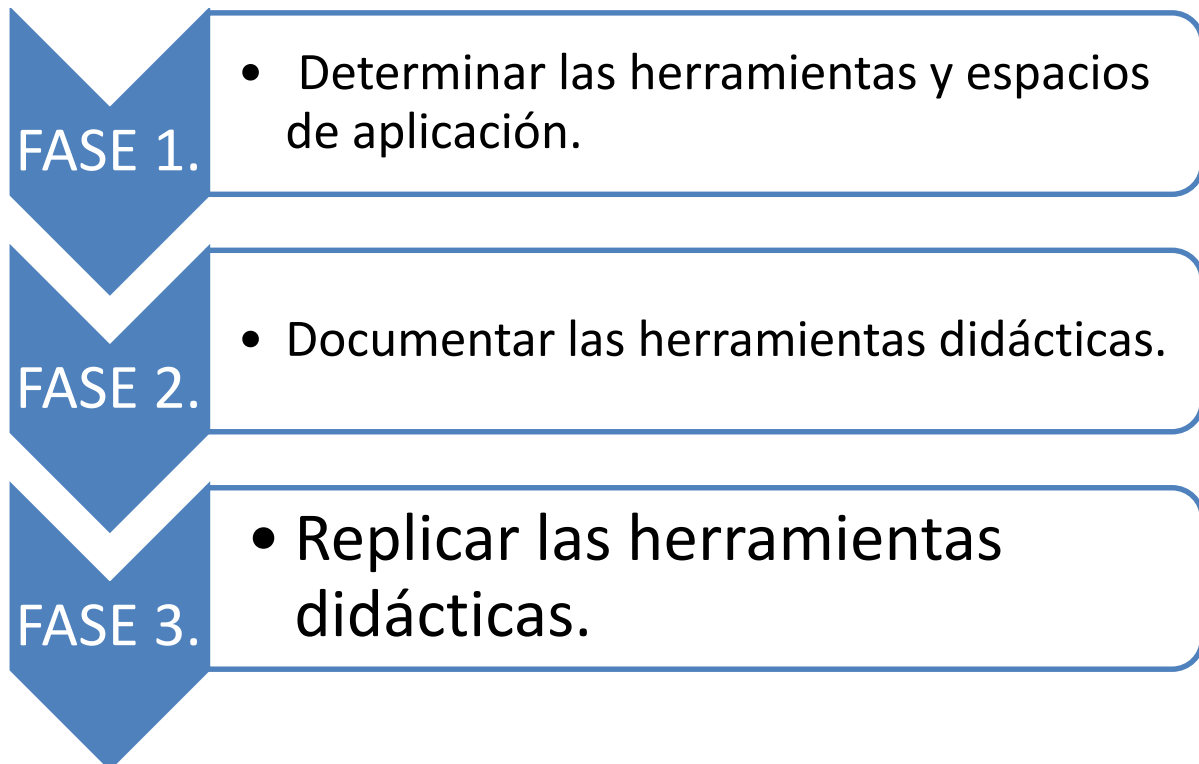 FASE 1.
• Determinar las herramientas y espacios
de aplicación.
FASE 2.
• Documentar las herramientas didácticas.
FASE 3.
• Replicar las herramientas
didácticas.